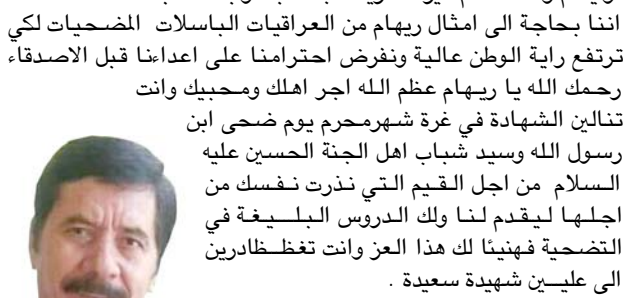 اننا بحاجة الى امثال ريهام من العراقيات الباسلات المضحيات لكي
ترتفع راية الوطن عالية ونفرض احترامنا على اعداءنا قبل الاصدقاء
رحمك الله يا ريهام عظم الله اجر اهلك ومحبيك وانت
تنالين الشهادة في غرة شهرمحرم يوم ضحى ابن
رسول الله وسيد شباب اهل الجنة الحسين عليه
السلام من اجل القيم التي نذرت نفسك من
اجلها ليقدم لنا ولك الدروس البليغة في
التضحية فهنيئا لك هذا العز وانت تغظظادرين
الى عليين شهيدة سعيدة .